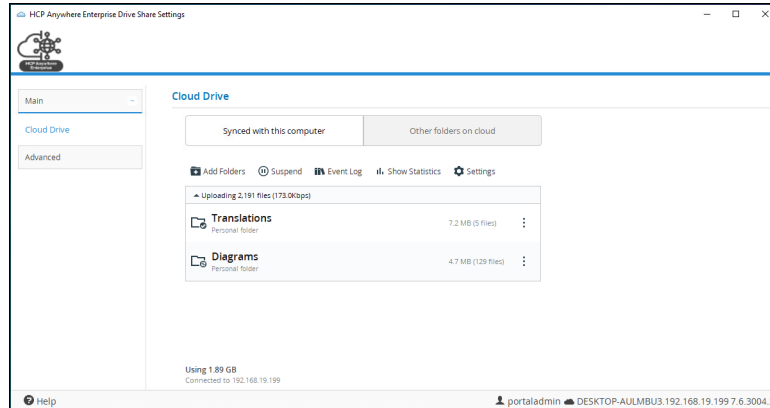 HCP Anywhere Enterprise Drive Share Settings
HCP Anywhere
Enterprise
Main
Cloud Drive
Advanced
Cloud Drive
Synced with this computer
Other folders on cloud
Add Folders Suspend Event Log Show Statistics Settings
Uploading 2,191 files (173.0Kbps)
Translations
Personal folder
7.2 MB (5 files)
Diagrams
Personal folder
4.7 MB (129 files)
Using 1.89 GB
Connected to 192.168.19.199
Help
portaladmin DESKTOP-AULMBU3.192.168.19.199 7.6.3004.